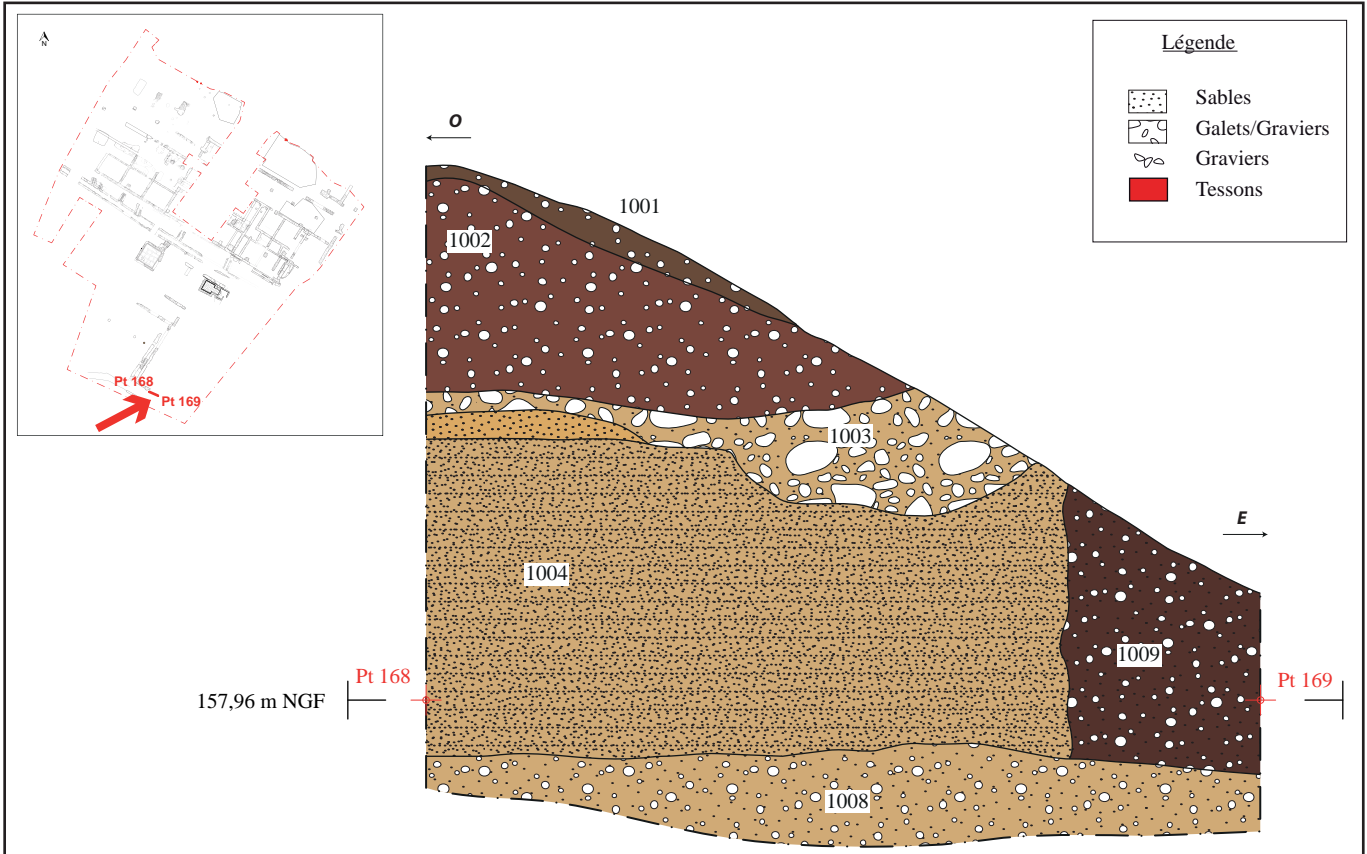 N
Pt 168
Pt 169
Légende
Sables
Galets/Graviers
Graviers
Tessons
O
1001
1002
1003
E
1004
1009
Pt 168
Pt 169
157,96 m NGF
1008